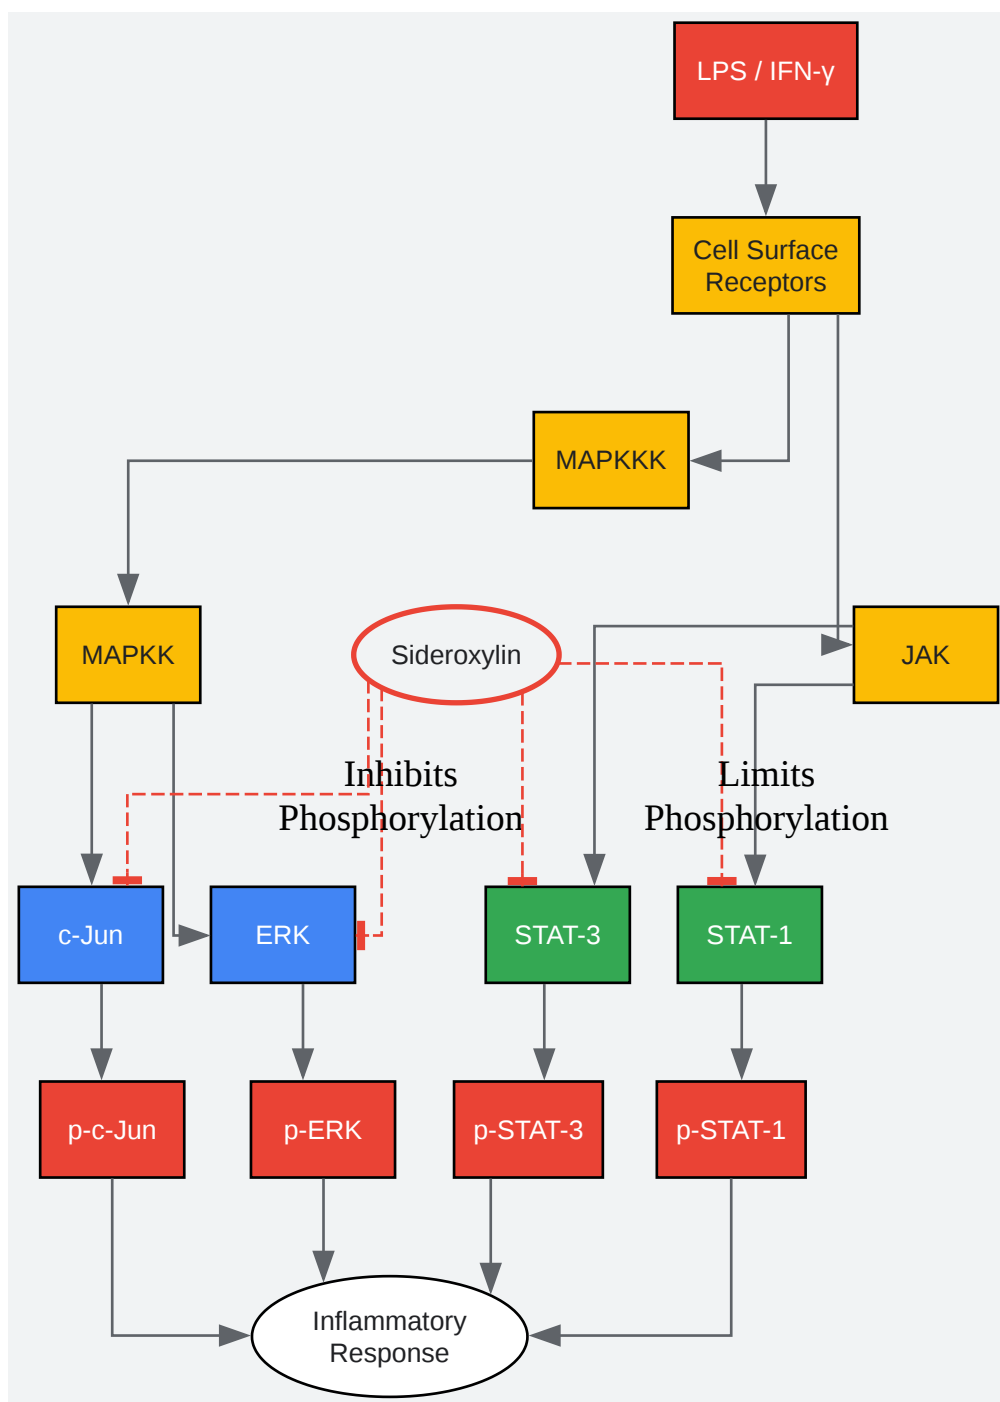 LPS / IFN-γ
Cell Surface
Receptors
MAPKKK
MAPKK
Sideroxylin
JAK
Inhibits
Phosphorylation
Limits
Phosphorylation
c-Jun
ERK
STAT-3
STAT-1
p-c-Jun
p-ERK
p-STAT-3
p-STAT-1
Inflammatory
Response